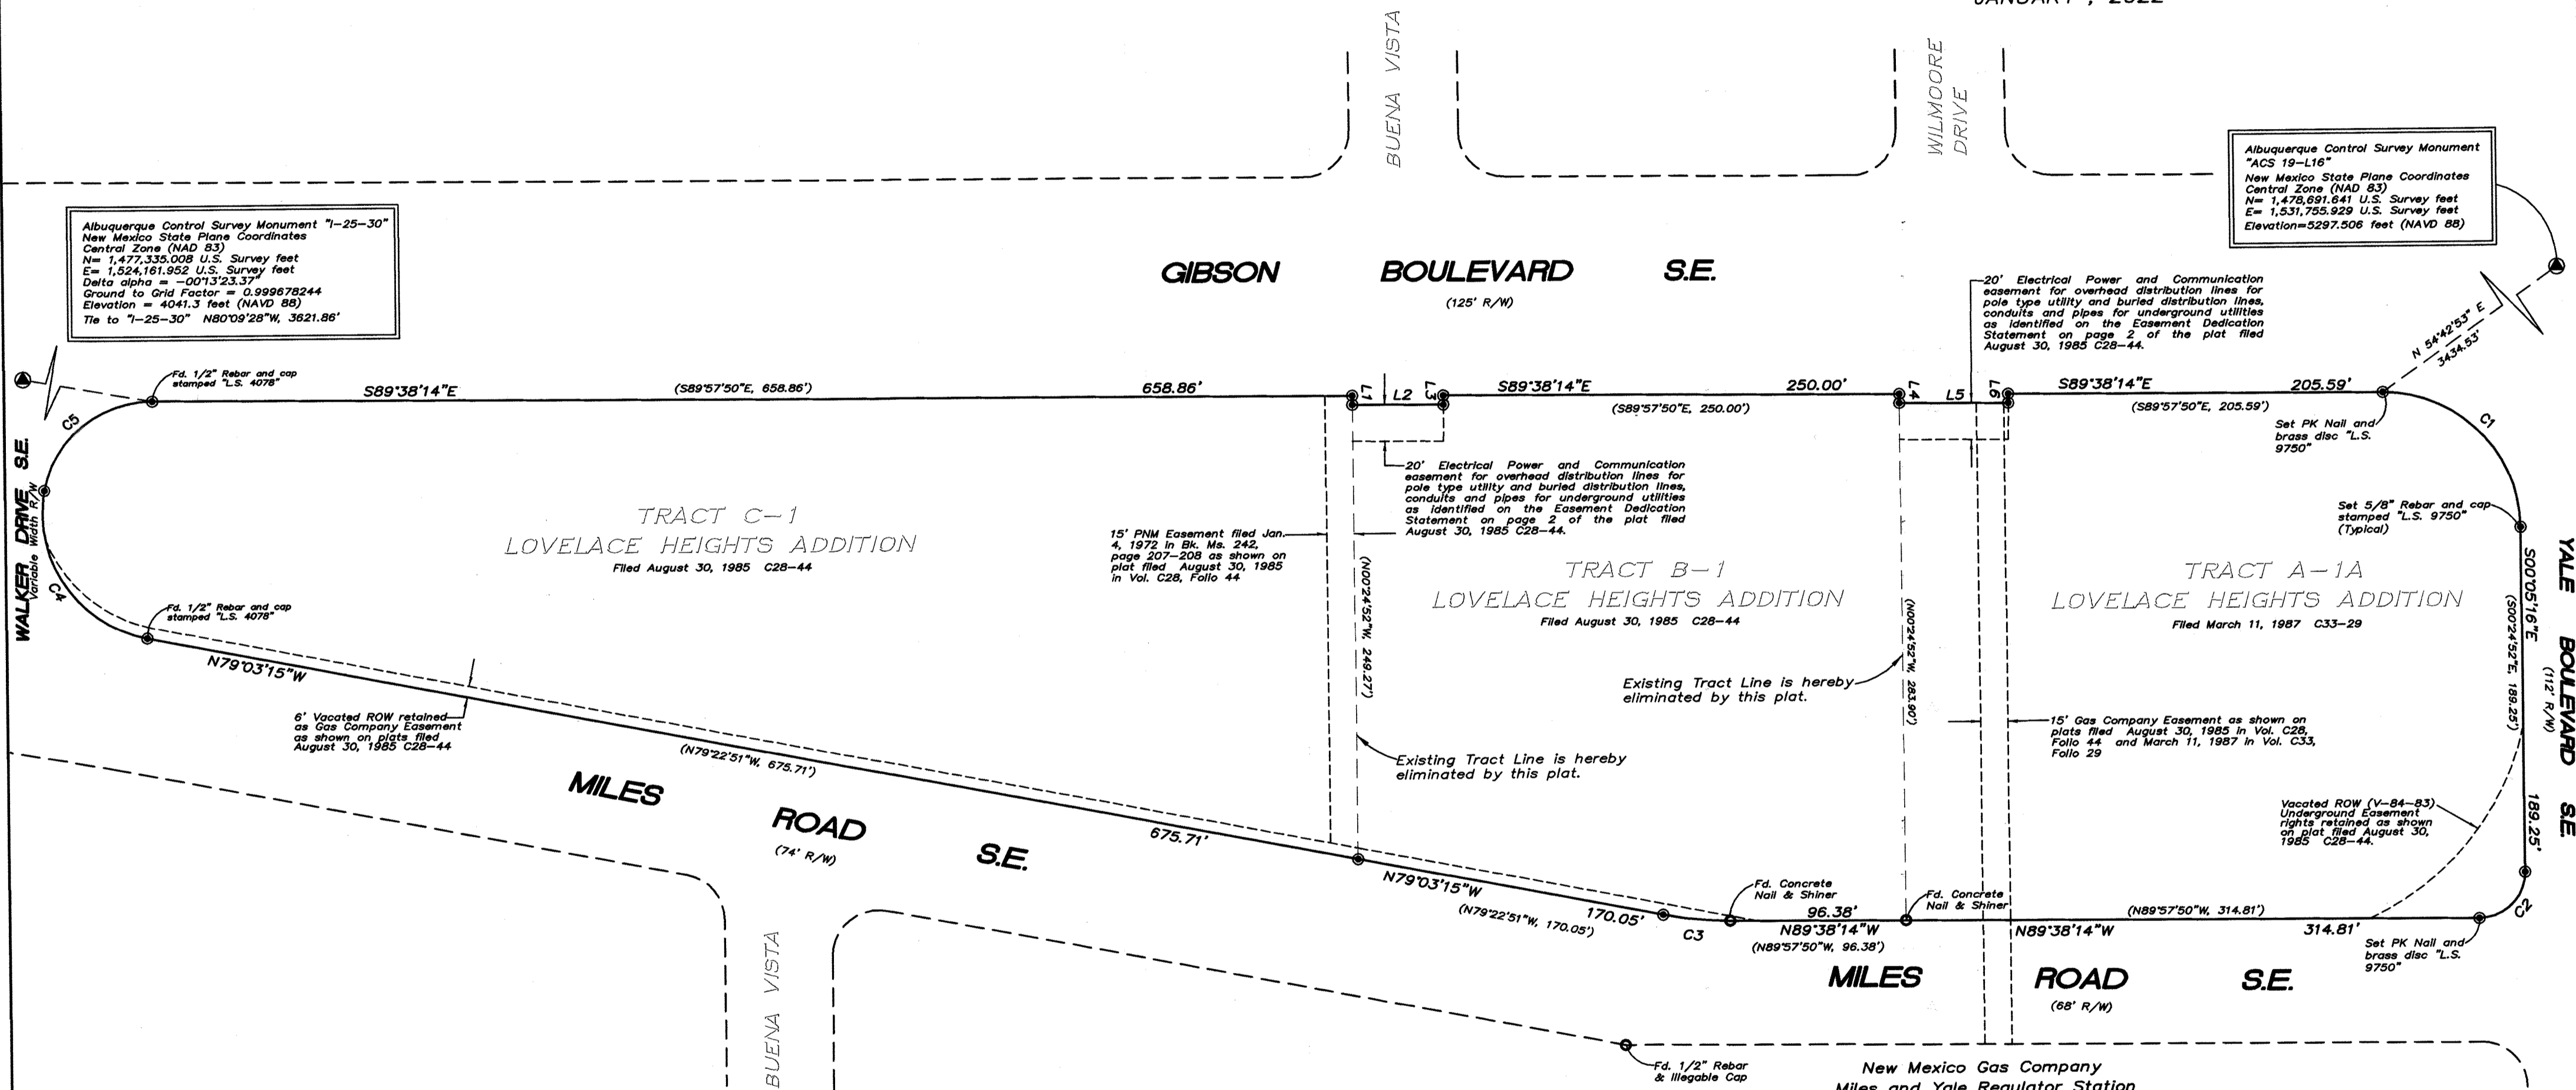 JANUARY , 2022
BUENA VISTA
WILMOORE
DRIVE
Albuquerque Control Survey Monument
"ACS 19-L16"
New Mexico State Plane Coordinates
Central Zone (NAD 83)
N= 1,478,691.641 U.S. Survey feet
E= 1,531,755.929 U.S. Survey feet
Elevation=5297.506 feet (NAVD 88)
Albuquerque Control Survey Monument "I-25-30"
New Mexico State Plane Coordinates
Central Zone (NAD 83)
N= 1,477,335.008 U.S. Survey feet
E= 1,524,161.952 U.S. Survey feet
Delta alpha = -00°13'23.37"
Ground to Grid Factor = 0.999678244
Elevation = 4041.3 feet (NAVD 88)
Tie to "I-25-30" N80°09'28"W, 3621.86'
GIBSON BOULEVARD S.E.
(125' R/W)
20' Electrical Power and Communication
easement for overhead distribution lines for
pole type utility and buried distribution lines,
conduits and pipes for underground utilities
as identified on the Easement Dedication
Statement on page 2 of the plat filed
August 30, 1985 C28-44.
N 54°42'53" E
3434.53'
Fd. 1/2" Rebar and cap
stamped "L.S. 4078"
S89°38'14"E
(S89°57'50"E, 658.86')
658.86'
L1
L2
L3
S89°38'14"E
250.00'
(S89°57'50"E, 250.00')
L4
L5
L6
S89°38'14"E
205.59'
(S89°57'50"E, 205.59')
Set PK Nail and
brass disc "L.S.
9750"
C1
C5
WALKER DRIVE S.E.
Variable Width R/W
C4
20' Electrical Power and Communication
easement for overhead distribution lines for
pole type utility and buried distribution lines,
conduits and pipes for underground utilities
as identified on the Easement Dedication
Statement on page 2 of the plat filed
August 30, 1985 C28-44.
Set 5/8" Rebar and cap
stamped "L.S. 9750"
(Typical)
TRACT C-1
LOVELACE HEIGHTS ADDITION
Filed August 30, 1985 C28-44
15' PNM Easement filed Jan.
4, 1972 in Bk. Ms. 242,
page 207-208 as shown on
plat filed August 30, 1985
in Vol. C28, Folio 44
(N00°24'52"W, 249.27')
TRACT B-1
LOVELACE HEIGHTS ADDITION
Filed August 30, 1985 C28-44
(N00°24'52"W, 283.90')
TRACT A-1A
LOVELACE HEIGHTS ADDITION
Filed March 11, 1987 C33-29
S00°05'16"E
(S00°24'52"E, 189.25')
189.25'
YALE BOULEVARD S.E.
(112' R/W)
Fd. 1/2" Rebar and cap
stamped "L.S. 4078"
N79°03'15"W
6' Vacated ROW retained
as Gas Company Easement
as shown on plats filed
August 30, 1985 C28-44
(N79°22'51"W, 675.71')
675.71'
Existing Tract Line is hereby
eliminated by this plat.
Existing Tract Line is hereby
eliminated by this plat.
15' Gas Company Easement as shown on
plats filed August 30, 1985 in Vol. C28,
Folio 44 and March 11, 1987 in Vol. C33,
Folio 29
Vacated ROW (V-84-83)
Underground Easement
rights retained as shown
on plat filed August 30,
1985 C28-44.
MILES ROAD S.E.
(74' R/W)
N79°03'15"W
(N79°22'51"W, 170.05')
170.05'
C3
Fd. Concrete
Nail & Shiner
96.38'
N89°38'14"W
(N89°57'50"W, 96.38')
Fd. Concrete
Nail & Shiner
(N89°57'50"W, 314.81')
N89°38'14"W
314.81'
C2
Set PK Nail and
brass disc "L.S.
9750"
MILES ROAD S.E.
(68' R/W)
BUENA VISTA
Fd. 1/2" Rebar
& Illegable Cap
New Mexico Gas Company
Miles and Yale Regulator Station